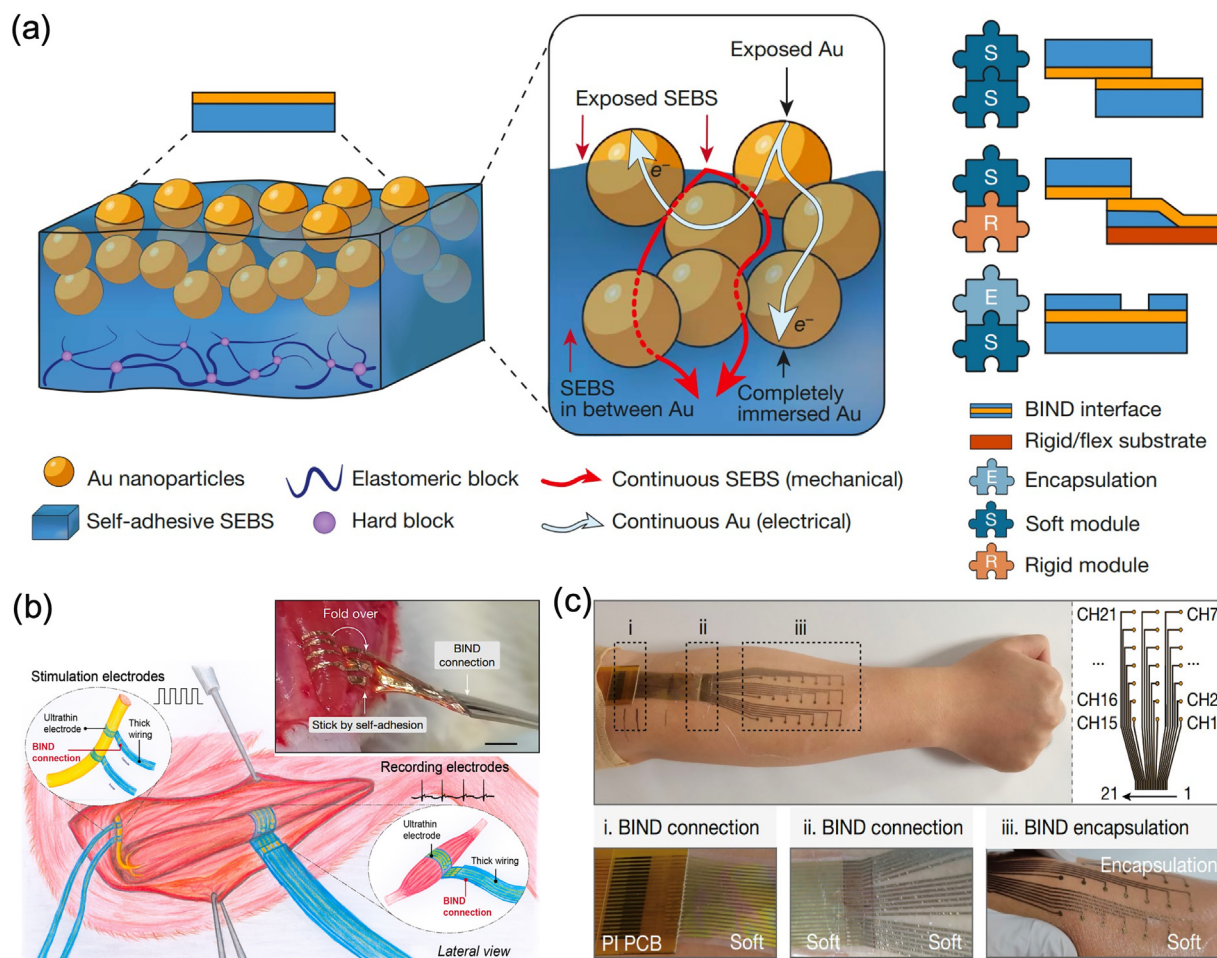 (a)
Exposed Au
Exposed SEBS
e⁻
e⁻
SEBS
in between Au
Completely
immersed Au
S
S
S
R
E
S
BIND interface
Rigid/flex substrate
E
Encapsulation
S
Soft module
R
Rigid module
Au nanoparticles
Elastomeric block
Continuous SEBS (mechanical)
Self-adhesive SEBS
Hard block
Continuous Au (electrical)
(b)
Fold over
BIND
connection
Stick by self-adhesion
Stimulation electrodes
Ultrathin
electrode
Thick
wiring
BIND
connection
Recording electrodes
Ultrathin
electrode
Thick wiring
BIND
connection
Lateral view
(c)
i
ii
iii
CH21
CH7
...
...
CH16
CH2
CH15
CH1
21
1
i. BIND connection
PI PCB
Soft
ii. BIND connection
Soft
Soft
iii. BIND encapsulation
Encapsulation
Soft